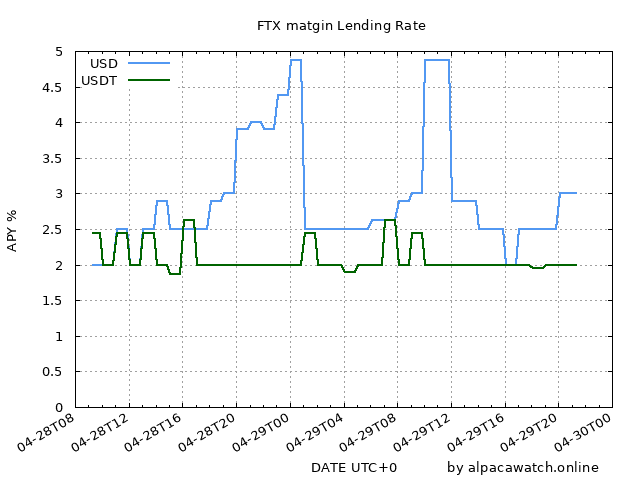 FTX matgin Lending Rate
USD
USDT
5
4.5
4
3.5
3
2.5
2
1.5
1
0.5
0
APY %
04-28T08
04-28T12
04-28T16
04-28T20
04-29T00
04-29T04
04-29T08
04-29T12
04-29T16
04-29T20
04-30T00
DATE UTC+0
by alpacawatch.online